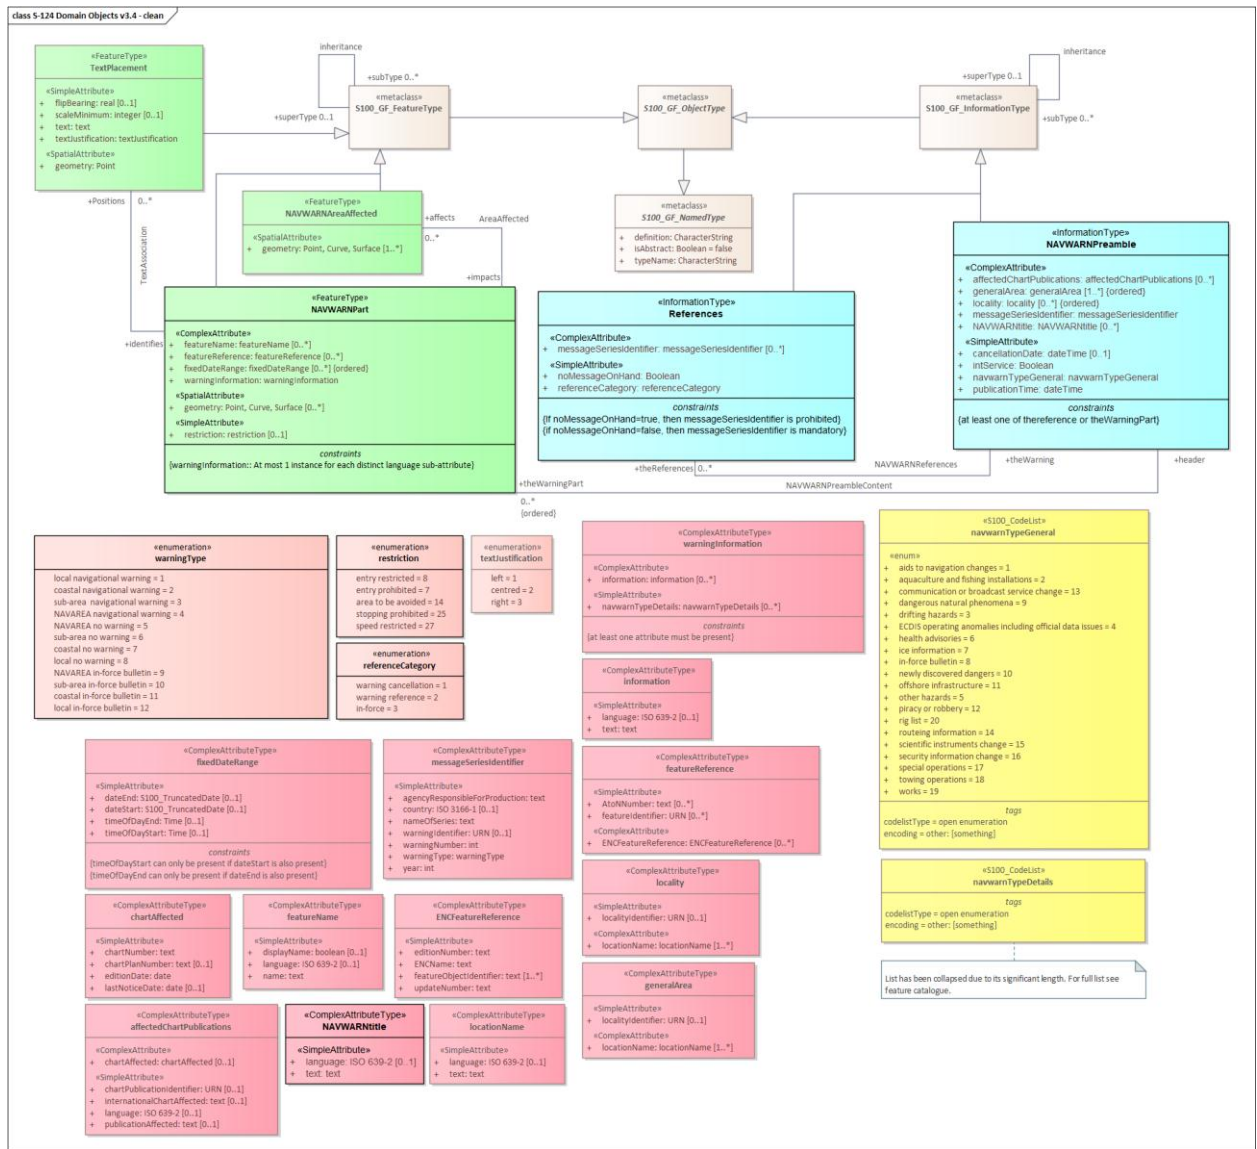 class S-124 Domain Objects v3.4 - clean
«FeatureType»
TextPlacement
«SimpleAttribute»
+ flipBearing: real [0..1]
+ scaleMinimum: integer [0..1]
+ text: text
+ textJustification: textJustification
«SpatialAttribute»
+ geometry: Point
inheritance
+subType 0..*
«metaclass»
S100_GF_FeatureType
+superType 0..1
«metaclass»
S100_GF_ObjectType
inheritance
+superType 0..1
«metaclass»
S100_GF_InformationType
+subType 0..*
+Positions 0..*
TextAssociation
+identifies
«FeatureType»
NAVWARNAreaAffected
«SpatialAttribute»
+ geometry: Point, Curve, Surface [1..*]
+affects
0..*
AreaAffected
+impacts
«metaclass»
S100_GF_NamedType
+ definition: CharacterString
+ isAbstract: Boolean = false
+ typeName: CharacterString
«InformationType»
NAVWARNPreamble
«ComplexAttribute»
+ affectedChartPublications: affectedChartPublications [0..*]
+ generalArea: generalArea [1..*] {ordered}
+ locality: locality [0..*] {ordered}
+ messageSeriesIdentifier: messageSeriesIdentifier
+ NAVWARNtitle: NAVWARNtitle [0..*]
«SimpleAttribute»
+ cancellationDate: dateTime [0..1]
+ intService: Boolean
+ navwarnTypeGeneral: navwarnTypeGeneral
+ publicationTime: dateTime
constraints
{at least one of thereference or theWarningPart}
«FeatureType»
NAVWARNPart
«ComplexAttribute»
+ featureName: featureName [0..*]
+ featureReference: featureReference [0..*]
+ fixedDateRange: fixedDateRange [0..*] {ordered}
+ warningInformation: warningInformation
«SpatialAttribute»
+ geometry: Point, Curve, Surface [0..*]
«SimpleAttribute»
+ restriction: restriction [0..1]
constraints
{warningInformation:: At most 1 instance for each distinct language sub-attribute}
«InformationType»
References
«ComplexAttribute»
+ messageSeriesIdentifier: messageSeriesIdentifier [0..*]
«SimpleAttribute»
+ noMessageOnHand: Boolean
+ referenceCategory: referenceCategory
constraints
{If noMessageOnHand=true, then messageSeriesIdentifier is prohibited}
{if noMessageOnHand=false, then messageSeriesIdentifier is mandatory}
+theReferences 0..*
NAVWARNReferences
+theWarning
+header
+theWarningPart
0..*
{ordered}
NAVWARNPreambleContent
«enumeration»
warningType
local navigational warning = 1
coastal navigational warning = 2
sub-area navigational warning = 3
NAVAREA navigational warning = 4
NAVAREA no warning = 5
sub-area no warning = 6
coastal no warning = 7
local no warning = 8
NAVAREA in-force bulletin = 9
sub-area in-force bulletin = 10
coastal in-force bulletin = 11
local in-force bulletin = 12
«enumeration»
restriction
entry restricted = 8
entry prohibited = 7
area to be avoided = 14
stopping prohibited = 25
speed restricted = 27
«enumeration»
textJustification
left = 1
centred = 2
right = 3
«enumeration»
referenceCategory
warning cancellation = 1
warning reference = 2
in-force = 3
«ComplexAttributeType»
warningInformation
«ComplexAttribute»
+ information: information [0..*]
«SimpleAttribute»
+ navwarnTypeDetails: navwarnTypeDetails [0..*]
constraints
{at least one attribute must be present}
«ComplexAttributeType»
information
«SimpleAttribute»
+ language: ISO 639-2 [0..1]
+ text: text
«S100_CodeList»
navwarnTypeGeneral
«enum»
+ aids to navigation changes = 1
+ aquaculture and fishing installations = 2
+ communication or broadcast service change = 13
+ dangerous natural phenomena = 9
+ drifting hazards = 3
+ ECDIS operating anomalies including official data issues = 4
+ health advisories = 6
+ ice information = 7
+ in-force bulletin = 8
+ newly discovered dangers = 10
+ offshore infrastructure = 11
+ other hazards = 5
+ piracy or robbery = 12
+ rig list = 20
+ routeing information = 14
+ scientific instruments change = 15
+ security information change = 16
+ special operations = 17
+ towing operations = 18
+ works = 19
tags
codelistType = open enumeration
encoding = other: [something]
«ComplexAttributeType»
fixedDateRange
«SimpleAttribute»
+ dateEnd: S100_TruncatedDate [0..1]
+ dateStart: S100_TruncatedDate [0..1]
+ timeOfDayEnd: Time [0..1]
+ timeOfDayStart: Time [0..1]
constraints
{timeOfDayStart can only be present if dateStart is also present}
{timeOfDayEnd can only be present if dateEnd is also present}
«ComplexAttributeType»
messageSeriesIdentifier
«SimpleAttribute»
+ agencyResponsibleForProduction: text
+ country: ISO 3166-1 [0..1]
+ nameOfSeries: text
+ warningIdentifier: URN [0..1]
+ warningNumber: int
+ warningType: warningType
+ year: int
«ComplexAttributeType»
featureReference
«SimpleAttribute»
+ AtoNNumber: text [0..*]
+ featureIdentifier: URN [0..*]
«ComplexAttribute»
+ ENCFeatureReference: ENCFeatureReference [0..*]
«ComplexAttributeType»
locality
«SimpleAttribute»
+ localityIdentifier: URN [0..1]
«ComplexAttribute»
+ locationName: locationName [1..*]
«S100_CodeList»
navwarnTypeDetails
tags
codelistType = open enumeration
encoding = other: [something]
List has been collapsed due to its significant length. For full list see
feature catalogue.
«ComplexAttributeType»
chartAffected
«SimpleAttribute»
+ chartNumber: text
+ chartPlanNumber: text [0..1]
+ editionDate: date
+ lastNoticeDate: date [0..1]
«ComplexAttributeType»
featureName
«SimpleAttribute»
+ displayName: boolean [0..1]
+ language: ISO 639-2 [0..1]
+ name: text
«ComplexAttributeType»
ENCFeatureReference
«SimpleAttribute»
+ editionNumber: text
+ ENCName: text
+ featureObjectIdentifier: text [1..*]
+ updateNumber: text
«ComplexAttributeType»
generalArea
«SimpleAttribute»
+ localityIdentifier: URN [0..1]
«ComplexAttribute»
+ locationName: locationName [1..*]
«ComplexAttributeType»
affectedChartPublications
«ComplexAttribute»
+ chartAffected: chartAffected [0..1]
«SimpleAttribute»
+ chartPublicationIdentifier: URN [0..1]
+ internationalChartAffected: text [0..1]
+ language: ISO 639-2 [0..1]
+ publicationAffected: text [0..1]
«ComplexAttributeType»
NAVWARNtitle
«SimpleAttribute»
+ language: ISO 639-2 [0..1]
+ text: text
«ComplexAttributeType»
locationName
«SimpleAttribute»
+ language: ISO 639-2 [0..1]
+ text: text